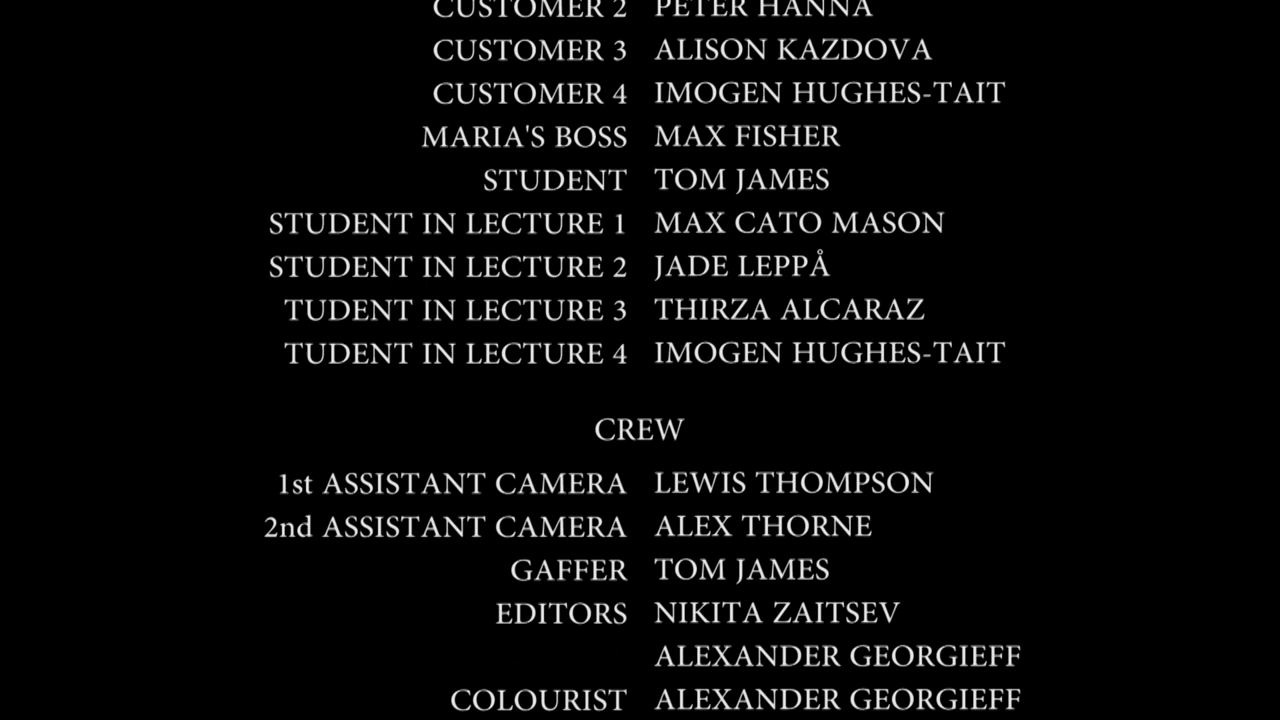 CUSTOMER 2 PETER HANNA
CUSTOMER 3 ALISON KAZDOVA
CUSTOMER 4 IMOGEN HUGHES-TAIT
MARIA'S BOSS MAX FISHER
STUDENT TOM JAMES
STUDENT IN LECTURE 1 MAX CATO MASON
STUDENT IN LECTURE 2 JADE LEPPÅ
TUDENT IN LECTURE 3 THIRZA ALCARAZ
TUDENT IN LECTURE 4 IMOGEN HUGHES-TAIT
CREW
1st ASSISTANT CAMERA LEWIS THOMPSON
2nd ASSISTANT CAMERA ALEX THORNE
GAFFER TOM JAMES
EDITORS NIKITA ZAITSEV
ALEXANDER GEORGIEFF
COLOURIST ALEXANDER GEORGIEFF